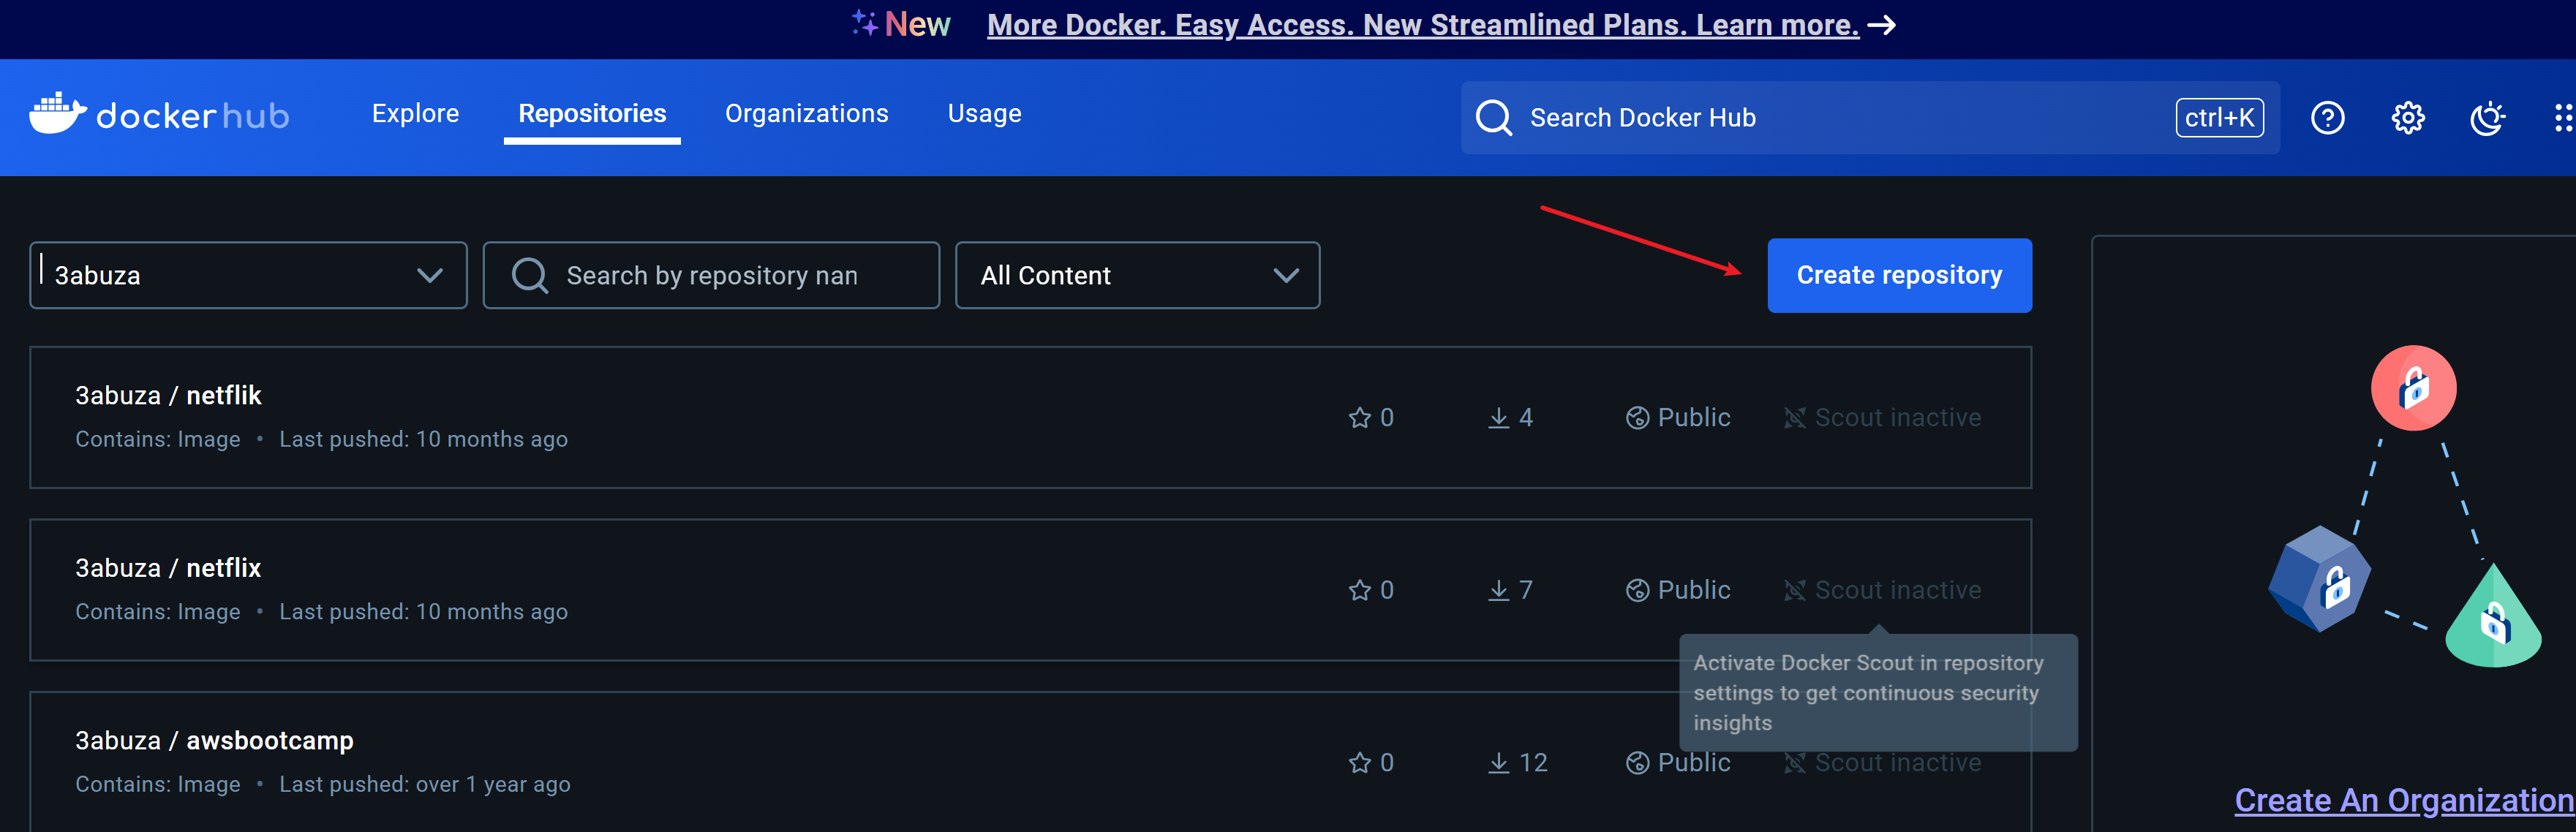 New More Docker. Easy Access. New Streamlined Plans. Learn more.
docker hub Explore Repositories Organizations Usage Search Docker Hub ctrl+K
3abuza Search by repository nan All Content Create repository
3abuza / netflik
Contains: Image • Last pushed: 10 months ago
0 4 Public Scout inactive
3abuza / netflix
Contains: Image • Last pushed: 10 months ago
0 7 Public Scout inactive
Activate Docker Scout in repository
settings to get continuous security
insights
3abuza / awsbootcamp
Contains: Image • Last pushed: over 1 year ago
0 12 Public Scout inactive
Create An Organization